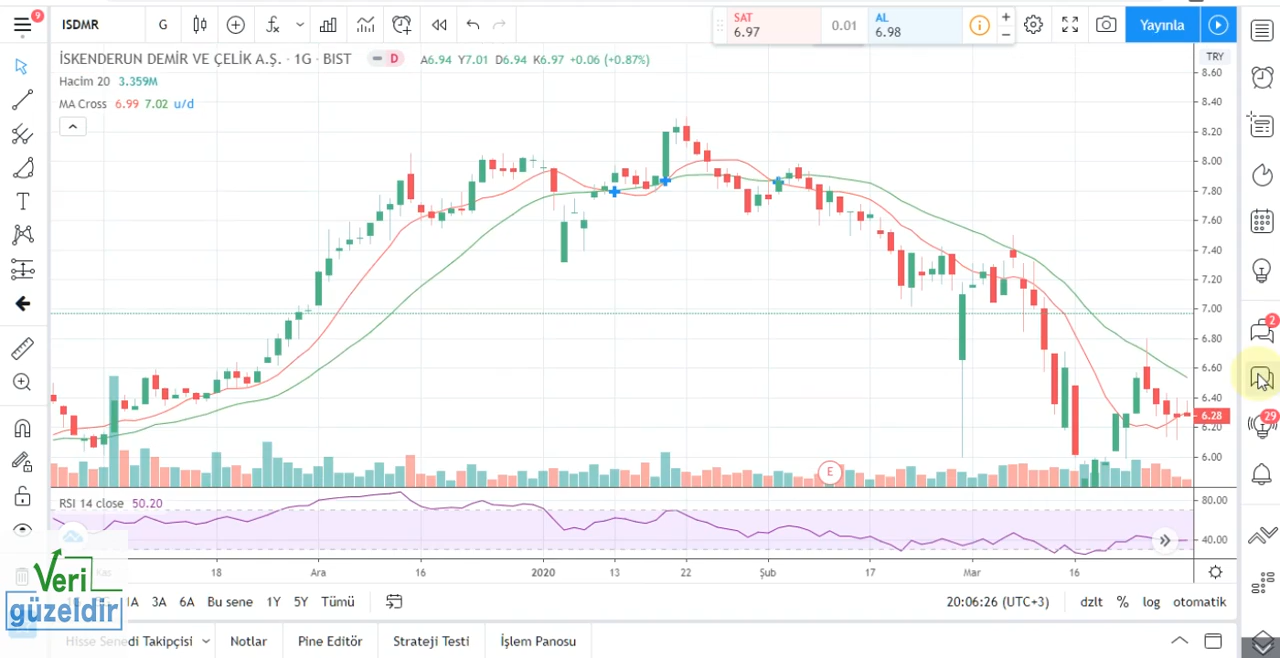 9
ISDMR
G
SAT
6.97
0.01
AL
6.98
Yayınla
İSKENDERUN DEMİR VE ÇELİK A.Ş. · 1G · BIST
D
A6.94 Y7.01 D6.94 K6.97 +0.06 (+0.87%)
TRY
Hacim 20 3.359M
MA Cross 6.99 7.02 u/d
8.60
8.40
8.20
8.00
7.80
7.60
7.40
7.20
7.00
6.80
6.60
6.40
6.28
6.20
6.00
2
29
E
RSI 14 close 50.20
80.00
40.00
18
Ara
16
2020
13
22
Şub
17
Mar
16
3A 6A Bu sene 1Y 5Y Tümü
20:06:26 (UTC+3)
dzlt % log otomatik
Veri
güzeldir
Hisse Senedi Takipçisi
Notlar
Pine Editör
Strateji Testi
İşlem Panosu